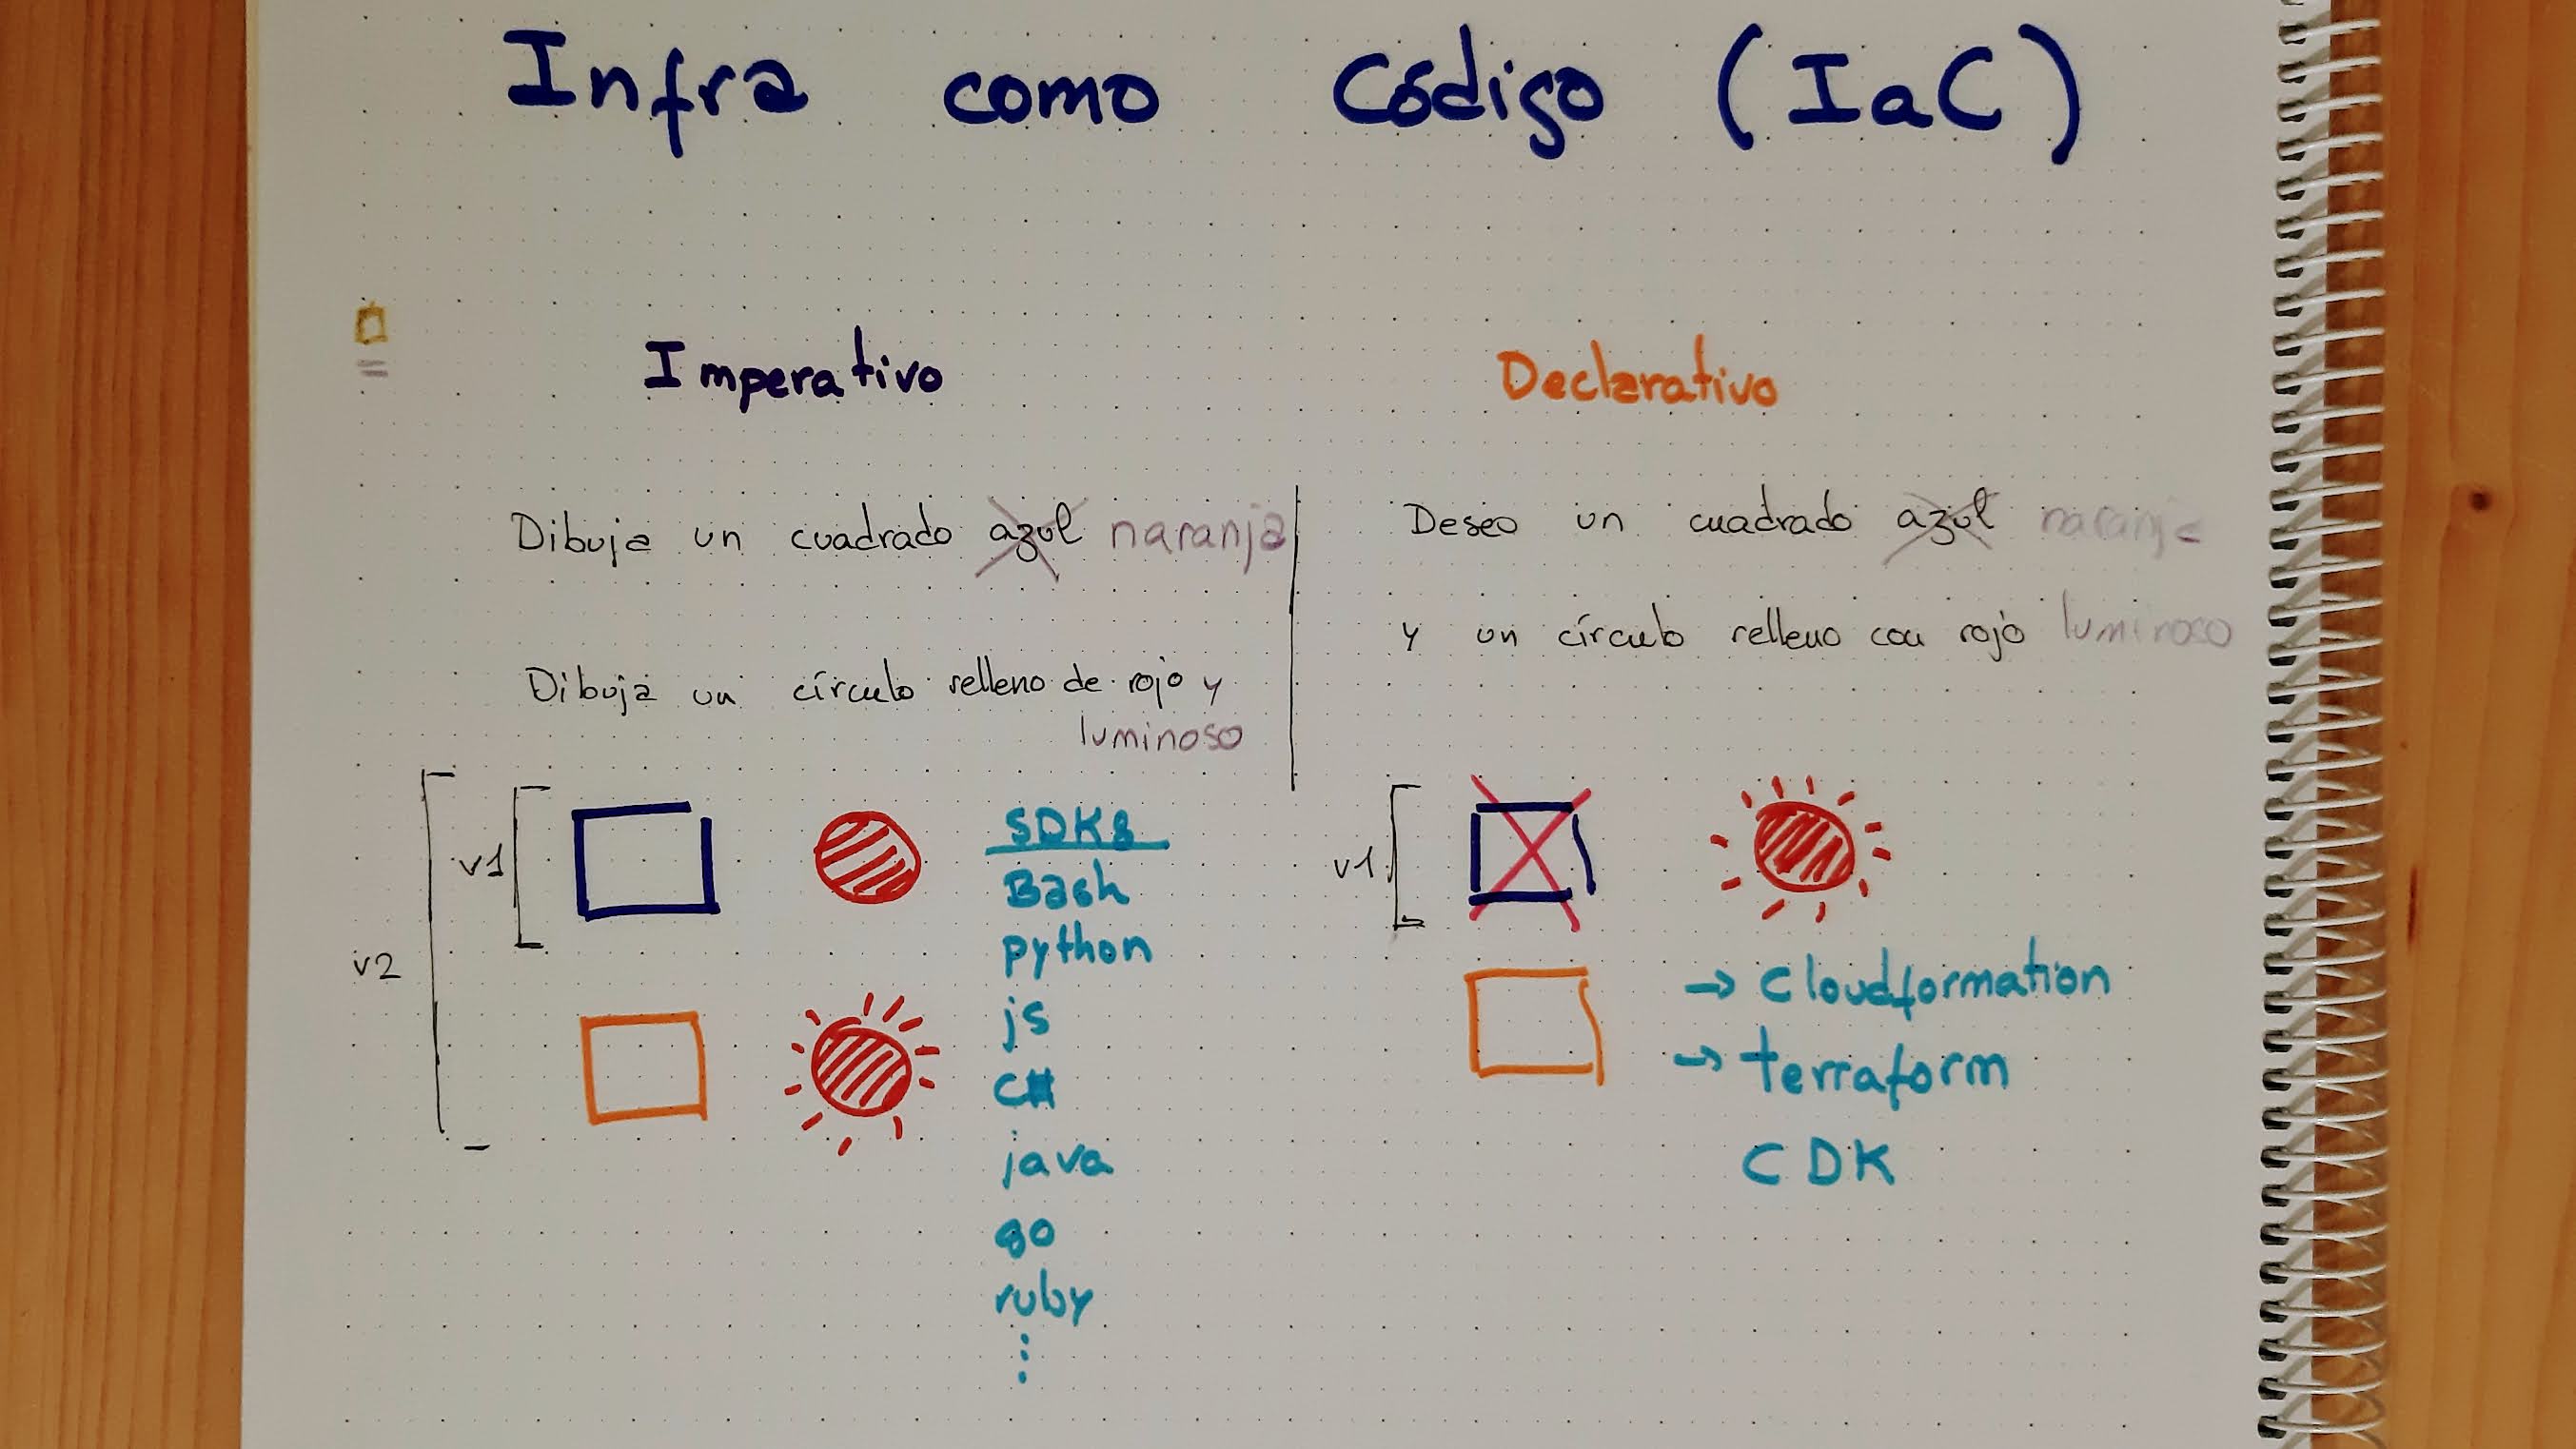 Infra como Código (IaC)
Imperativo
Dibuja un cuadrado azul naranja
Dibuja un círculo relleno de rojo y
luminoso
v1
v2
SDKs
Bash
python
js
C#
java
go
ruby
⋮
Declarativo
Deseo un cuadrado azul naranja
y un círculo relleno con rojo luminoso
v1
→ Cloudformation
→ terraform
CDK